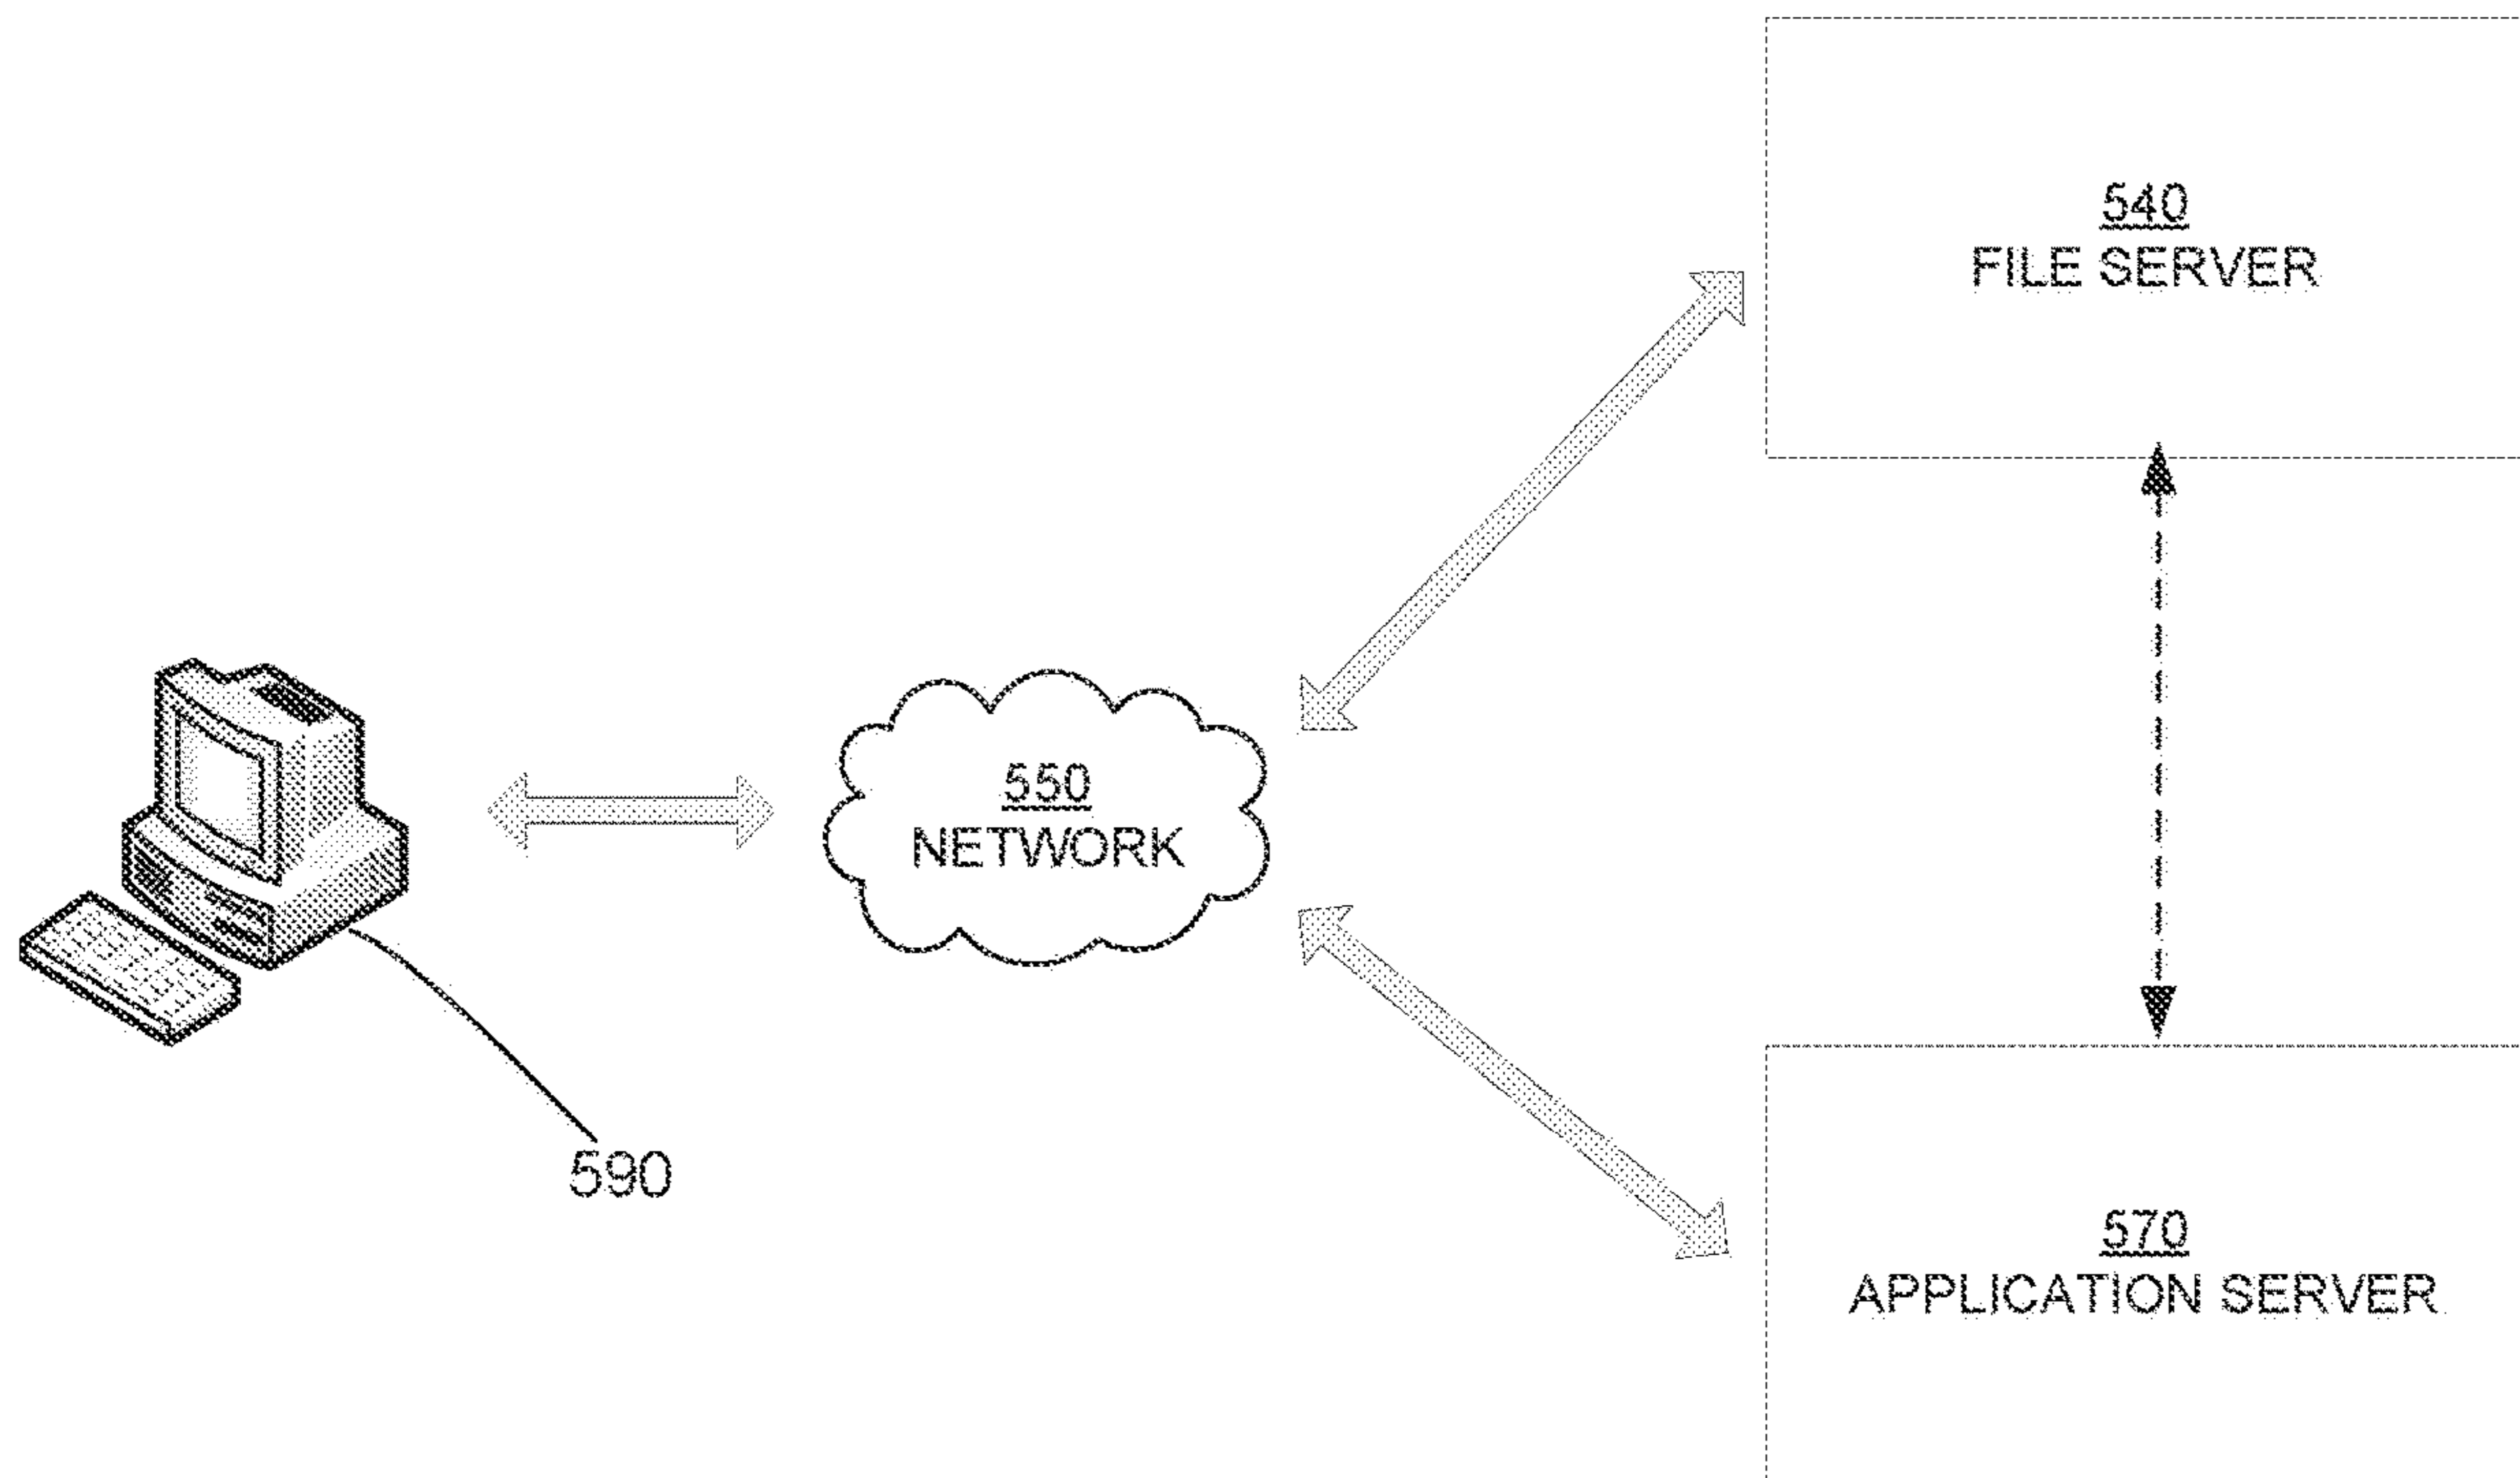 540
FILE SERVER
550
NETWORK
590
570
APPLICATION SERVER